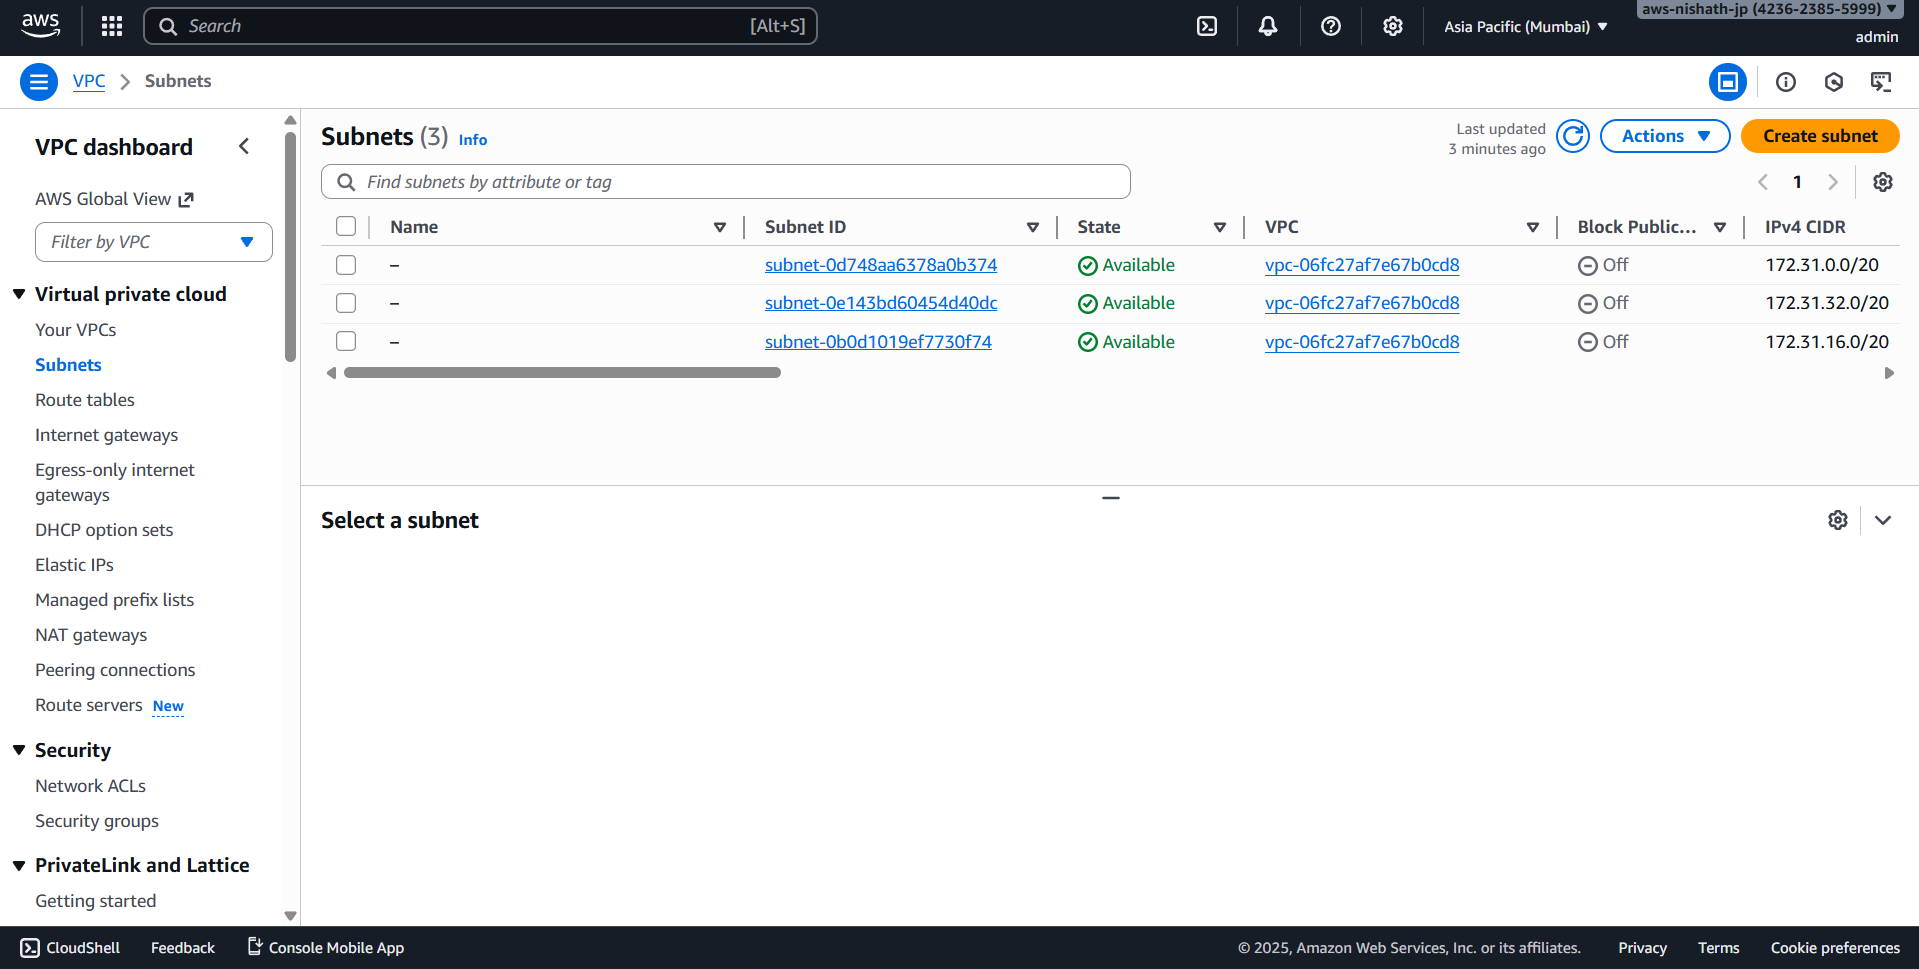 aws
Search [Alt+S]
Asia Pacific (Mumbai)
aws-nishath-jp (4236-2385-5999)
admin
VPC Subnets
VPC dashboard
AWS Global View
Filter by VPC
Virtual private cloud
Your VPCs
Subnets
Route tables
Internet gateways
Egress-only internet
gateways
DHCP option sets
Elastic IPs
Managed prefix lists
NAT gateways
Peering connections
Route servers New
Security
Network ACLs
Security groups
PrivateLink and Lattice
Getting started
Subnets (3) Info
Last updated
3 minutes ago
Actions
Create subnet
Find subnets by attribute or tag
1
Name Subnet ID State VPC Block Public... IPv4 CIDR
– subnet-0d748aa6378a0b374 Available vpc-06fc27af7e67b0cd8 Off 172.31.0.0/20
– subnet-0e143bd60454d40dc Available vpc-06fc27af7e67b0cd8 Off 172.31.32.0/20
– subnet-0b0d1019ef7730f74 Available vpc-06fc27af7e67b0cd8 Off 172.31.16.0/20
Select a subnet
CloudShell Feedback Console Mobile App © 2025, Amazon Web Services, Inc. or its affiliates. Privacy Terms Cookie preferences